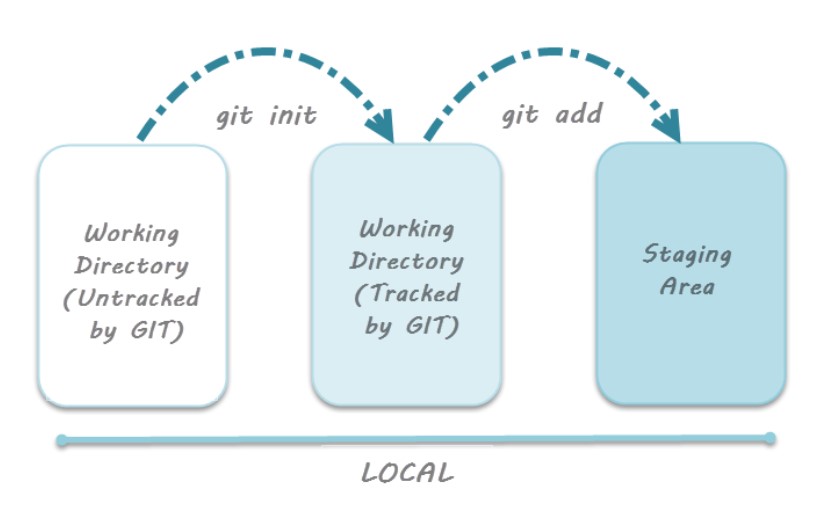 git init
git add
Working
Directory
(Untracked
by GIT)
Working
Directory
(Tracked
by GIT)
Staging
Area
LOCAL